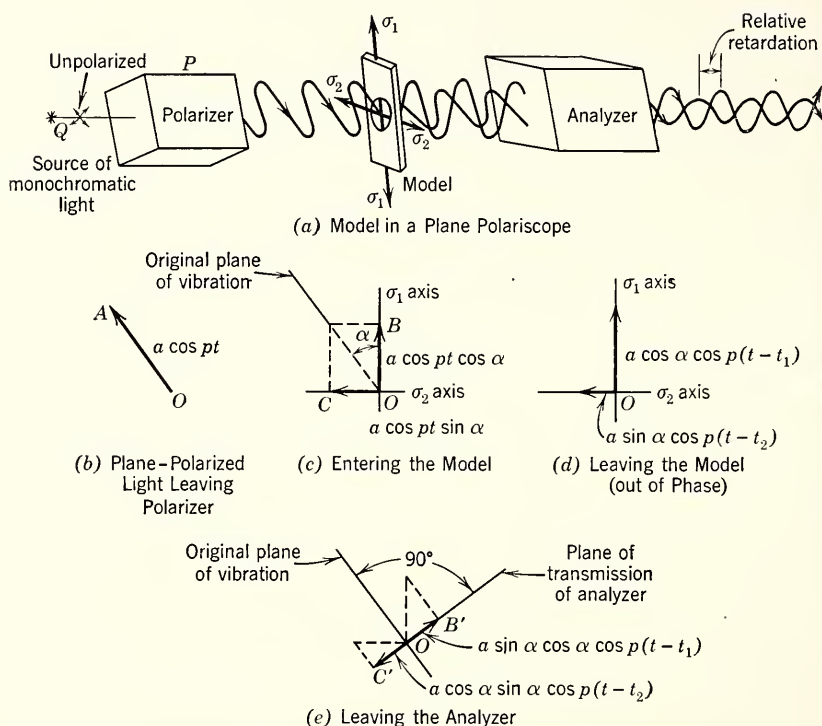 Unpolarized
P
Q
Polarizer
Source of
monochromatic
light
σ₁
σ₂
σ₂
σ₁
Model
Analyzer
Relative
retardation
(a) Model in a Plane Polariscope
A
a cos pt
O
(b) Plane-Polarized
Light Leaving
Polarizer
Original plane
of vibration
σ₁ axis
B
α
a cos pt cos α
C
O
σ₂ axis
a cos pt sin α
(c) Entering the Model
σ₁ axis
a cos α cos p(t − t₁)
σ₂ axis
O
a sin α cos p(t − t₂)
(d) Leaving the Model
(out of Phase)
Original plane
of vibration
90°
Plane of
transmission
of analyzer
B′
O
a sin α cos α cos p(t − t₁)
C′
a cos α sin α cos p(t − t₂)
(e) Leaving the Analyzer